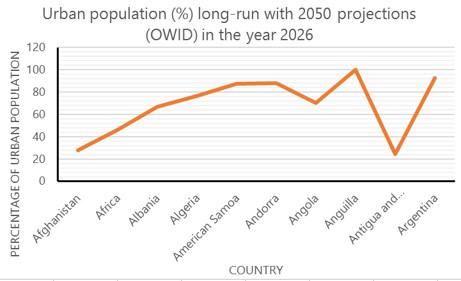 Urban population (%) long-run with 2050 projections
(OWID) in the year 2026
PERCENTAGE OF URBAN POPULATION
120
100
80
60
40
20
0
Afghanistan
Africa
Albania
Algeria
American Samoa
Andorra
Angola
Anguilla
Antigua and...
Argentina
COUNTRY